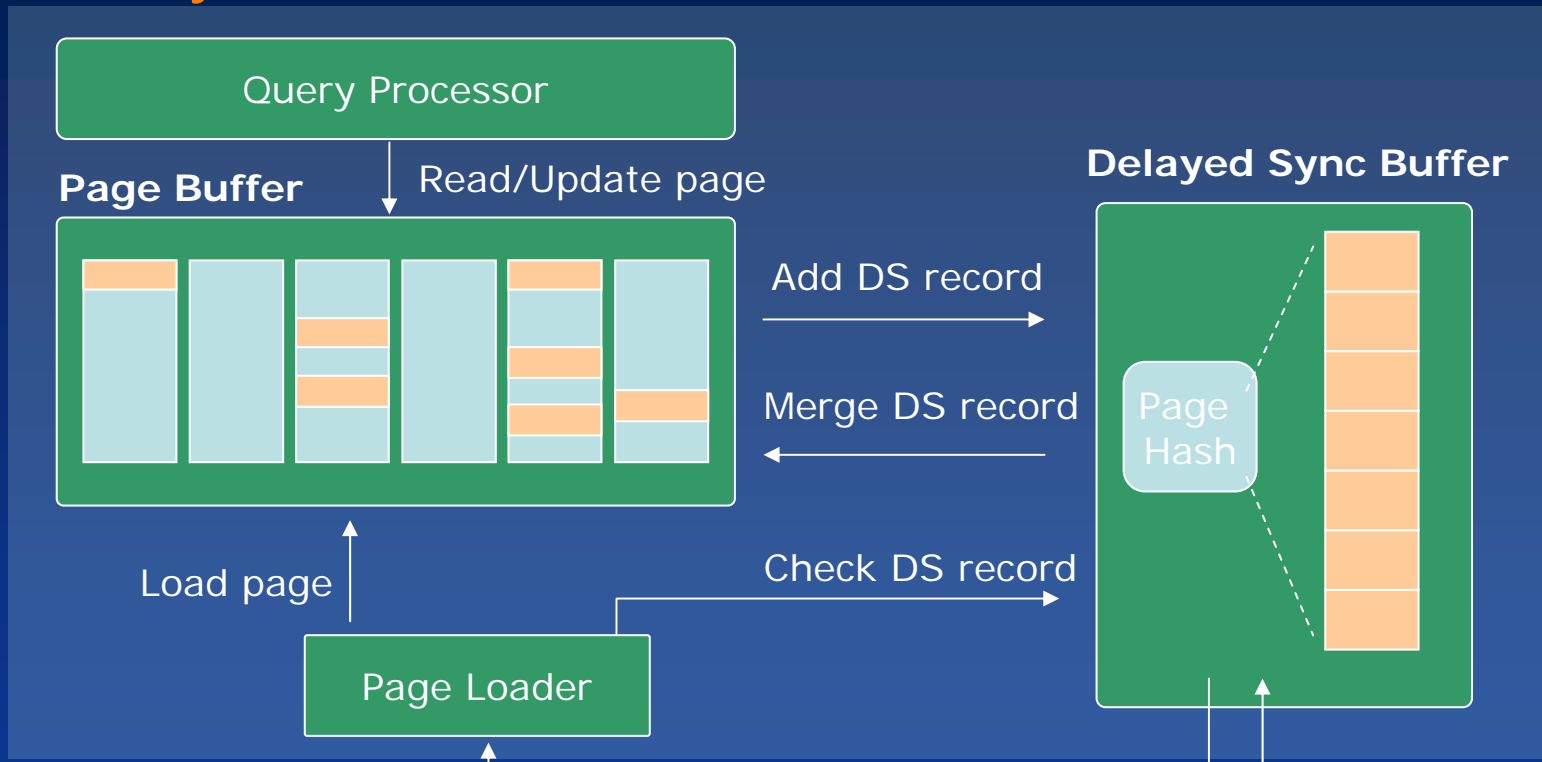 Query Processor
Read/Update page
Page Buffer
Delayed Sync Buffer
Add DS record
Merge DS record
Page
Hash
Check DS record
Load page
Page Loader